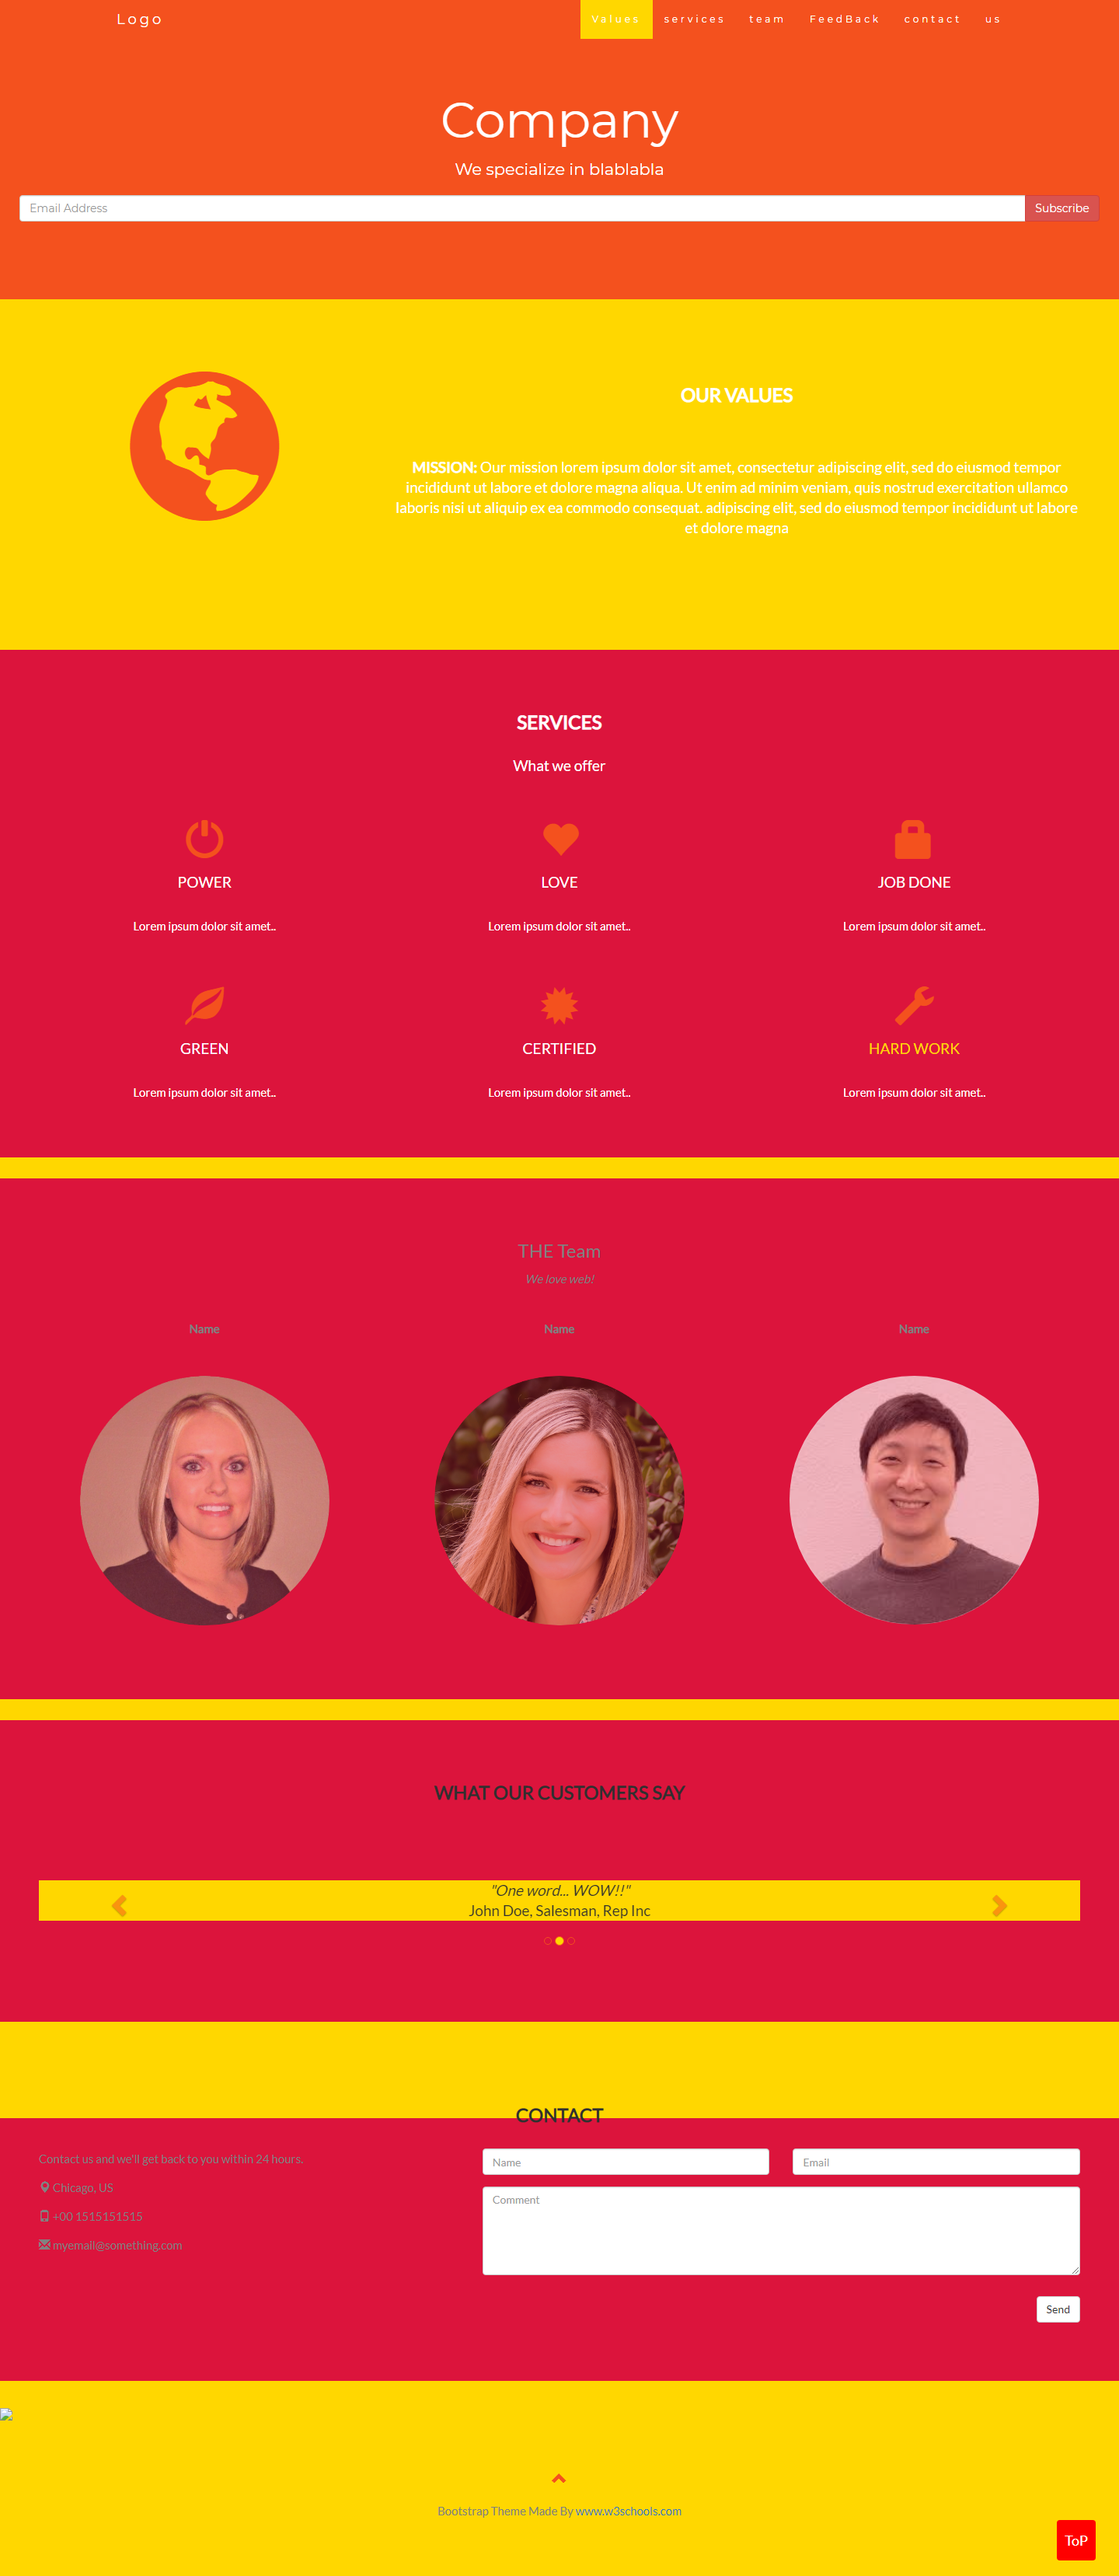 Logo
Values services team FeedBack contact us
Company
We specialize in blablabla
Email Address
Subscribe
OUR VALUES
MISSION: Our mission lorem ipsum dolor sit amet, consectetur adipiscing elit, sed do eiusmod tempor
incididunt ut labore et dolore magna aliqua. Ut enim ad minim veniam, quis nostrud exercitation ullamco
laboris nisi ut aliquip ex ea commodo consequat. adipiscing elit, sed do eiusmod tempor incididunt ut labore
et dolore magna
SERVICES
What we offer
POWER
Lorem ipsum dolor sit amet..
LOVE
Lorem ipsum dolor sit amet..
JOB DONE
Lorem ipsum dolor sit amet..
GREEN
Lorem ipsum dolor sit amet..
CERTIFIED
Lorem ipsum dolor sit amet..
HARD WORK
Lorem ipsum dolor sit amet..
THE Team
We love web!
Name
Name
Name
WHAT OUR CUSTOMERS SAY
"One word... WOW!!"
John Doe, Salesman, Rep Inc
CONTACT
Contact us and we'll get back to you within 24 hours.
Chicago, US
+00 1515151515
myemail@something.com
Name
Email
Comment
Send
Bootstrap Theme Made By www.w3schools.com
ToP